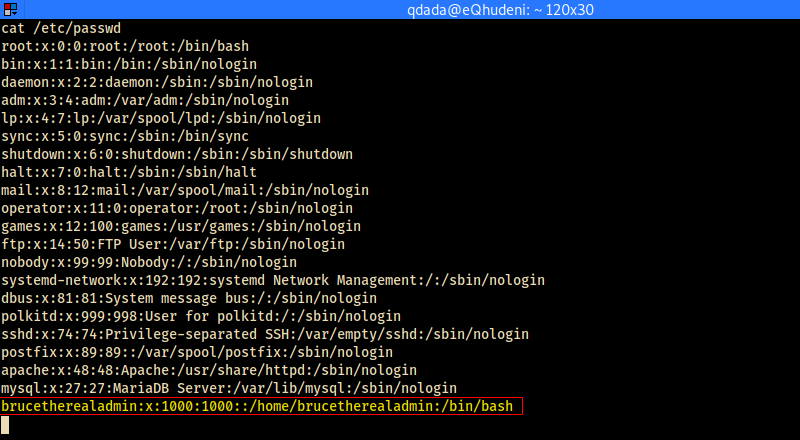 qdada@eQhudeni: ~ 120x30
cat /etc/passwd
root:x:0:0:root:/root:/bin/bash
bin:x:1:1:bin:/bin:/sbin/nologin
daemon:x:2:2:daemon:/sbin:/sbin/nologin
adm:x:3:4:adm:/var/adm:/sbin/nologin
lp:x:4:7:lp:/var/spool/lpd:/sbin/nologin
sync:x:5:0:sync:/sbin:/bin/sync
shutdown:x:6:0:shutdown:/sbin:/sbin/shutdown
halt:x:7:0:halt:/sbin:/sbin/halt
mail:x:8:12:mail:/var/spool/mail:/sbin/nologin
operator:x:11:0:operator:/root:/sbin/nologin
games:x:12:100:games:/usr/games:/sbin/nologin
ftp:x:14:50:FTP User:/var/ftp:/sbin/nologin
nobody:x:99:99:Nobody:/:/sbin/nologin
systemd-network:x:192:192:systemd Network Management:/:/sbin/nologin
dbus:x:81:81:System message bus:/:/sbin/nologin
polkitd:x:999:998:User for polkitd:/:/sbin/nologin
sshd:x:74:74:Privilege-separated SSH:/var/empty/sshd:/sbin/nologin
postfix:x:89:89::/var/spool/postfix:/sbin/nologin
apache:x:48:48:Apache:/usr/share/httpd:/sbin/nologin
mysql:x:27:27:MariaDB Server:/var/lib/mysql:/sbin/nologin
brucetherealadmin:x:1000:1000::/home/brucetherealadmin:/bin/bash